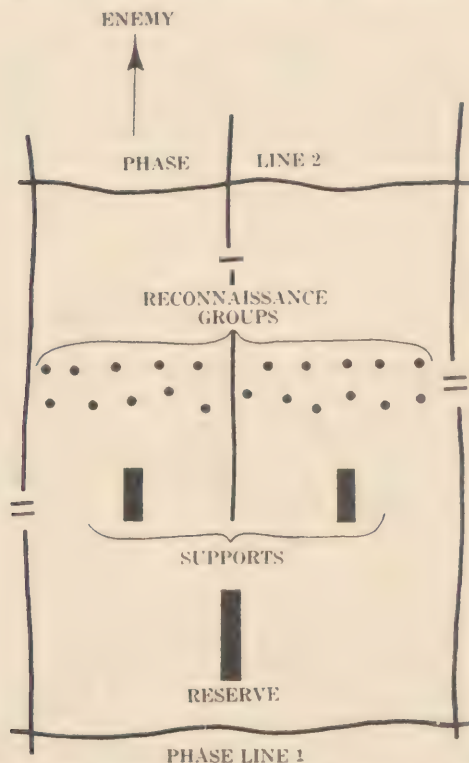 ENEMY
PHASE LINE 2
RECONNAISSANCE
GROUPS
SUPPORTS
RESERVE
PHASE LINE 1